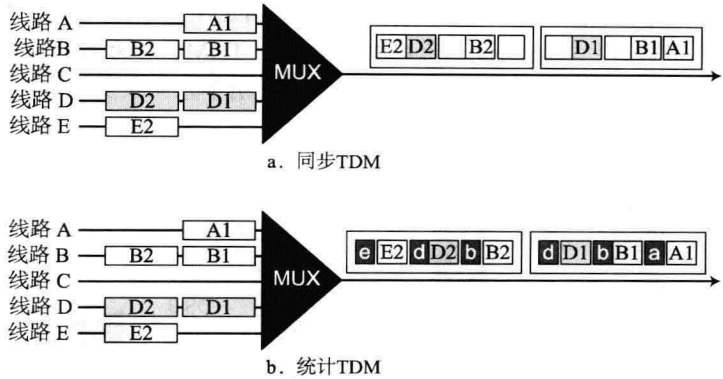 线路 A A1
线路B B2 B1 E2 D2 B2 D1 B1 A1
线路 C MUX
线路 D D2 D1
线路 E E2
a. 同步TDM
线路 A A1
线路 B B2 B1 e E2 d D2 b B2 d D1 b B1 a A1
线路 C MUX
线路 D D2 D1
线路 E E2
b. 统计TDM